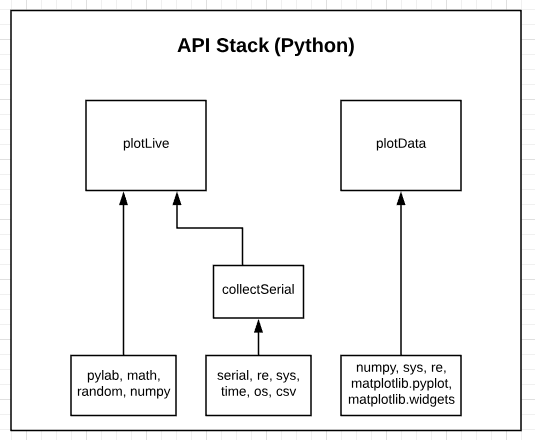 API Stack (Python)
plotLive
plotData
collectSerial
pylab, math,
random, numpy
serial, re, sys,
time, os, csv
numpy, sys, re,
matplotlib.pyplot,
matplotlib.widgets